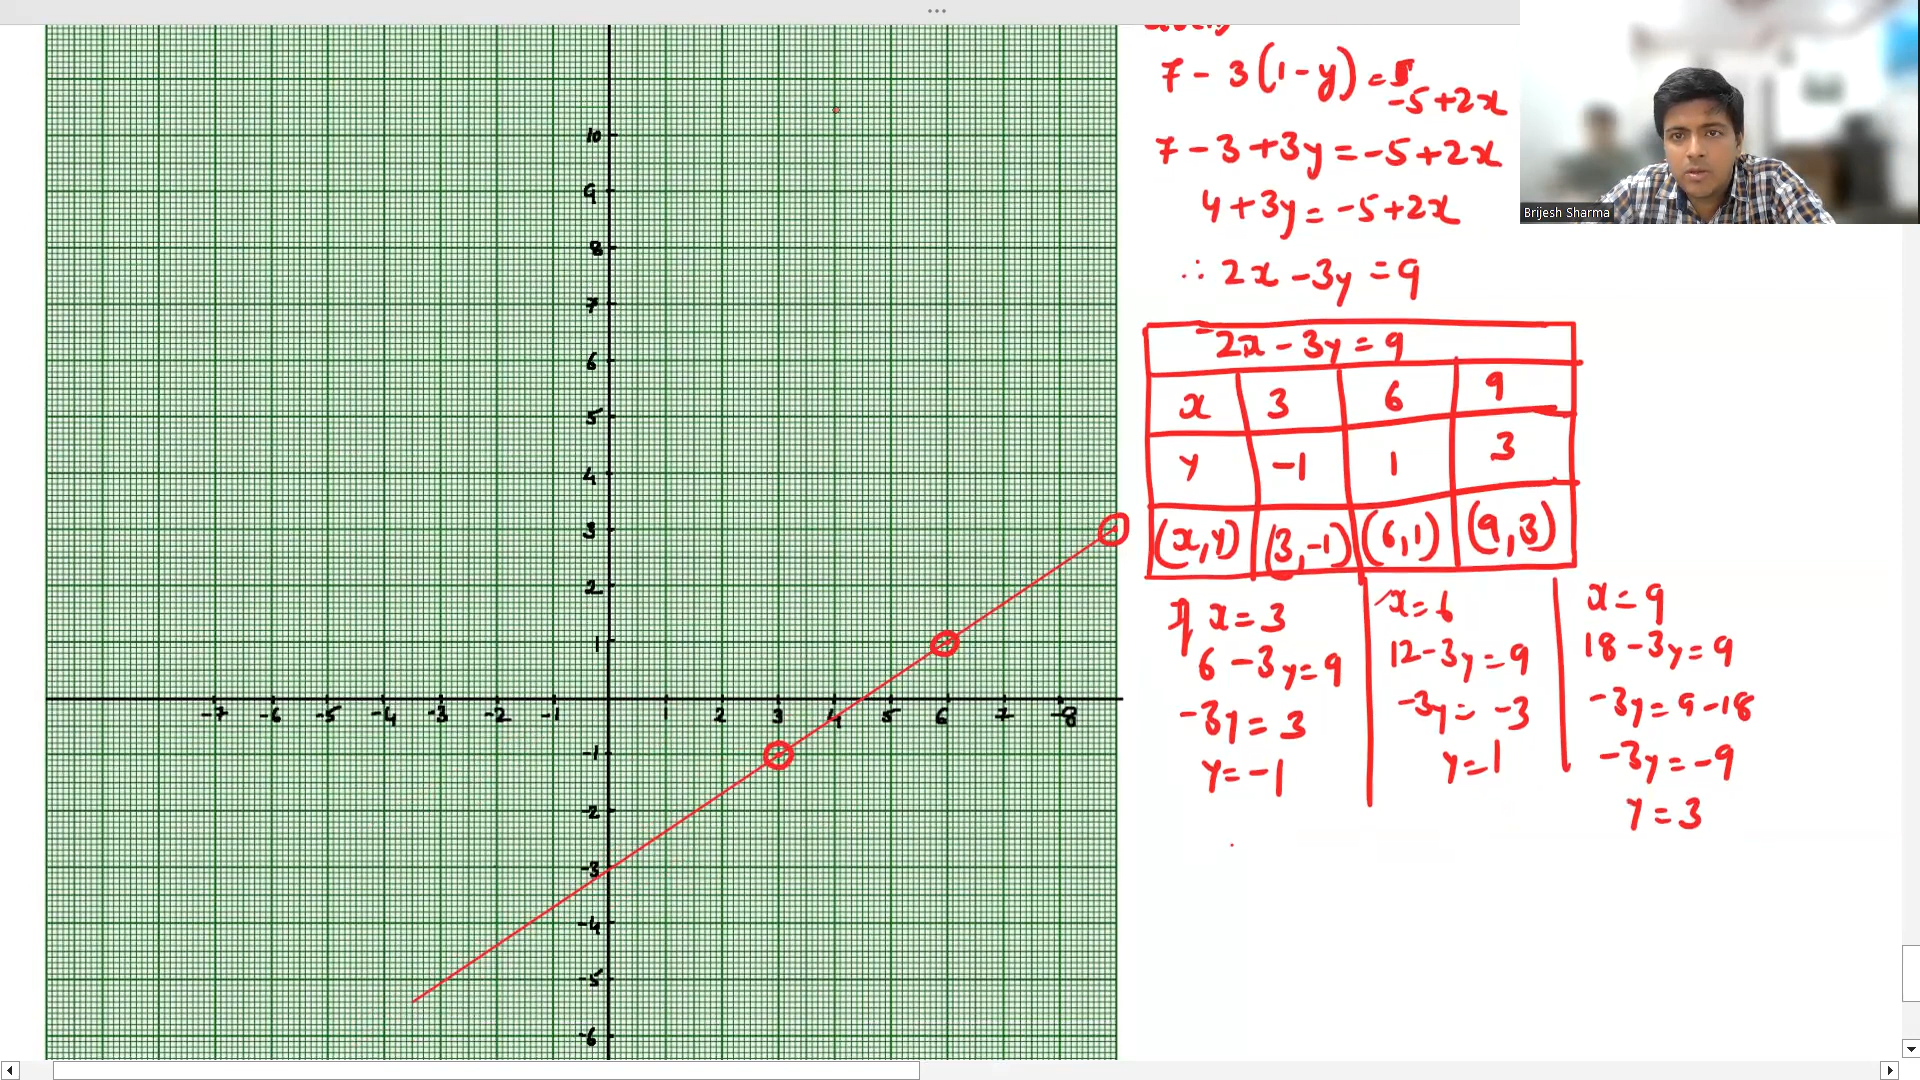 7 - 3(1 - y) =
-5 + 2x
7 - 3 + 3y = -5 + 2x
4 + 3y = -5 + 2x
∴ 2x - 3y = 9
Brijesh Sharma
2x - 3y = 9
x 3 6 9
y -1 1 3
(x, y) (3, -1) (6, 1) (9, 3)
If x = 3
6 - 3y = 9
-3y = 3
y = -1
x = 6
12 - 3y = 9
-3y = -3
y = 1
x = 9
18 - 3y = 9
-3y = 9 - 18
-3y = -9
y = 3
10
9
8
7
6
5
4
3
2
1
-7 -6 -5 -4 -3 -2 -1 1 2 3 4 5 6 7 -8
-1
-2
-3
-4
-5
-6